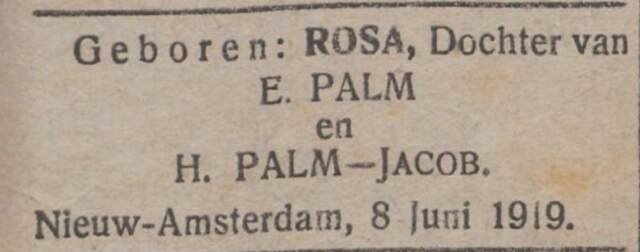 Geboren: ROSA, Dochter van
E. PALM
en
H. PALM—JACOB.
Nieuw-Amsterdam, 8 Juni 1919.